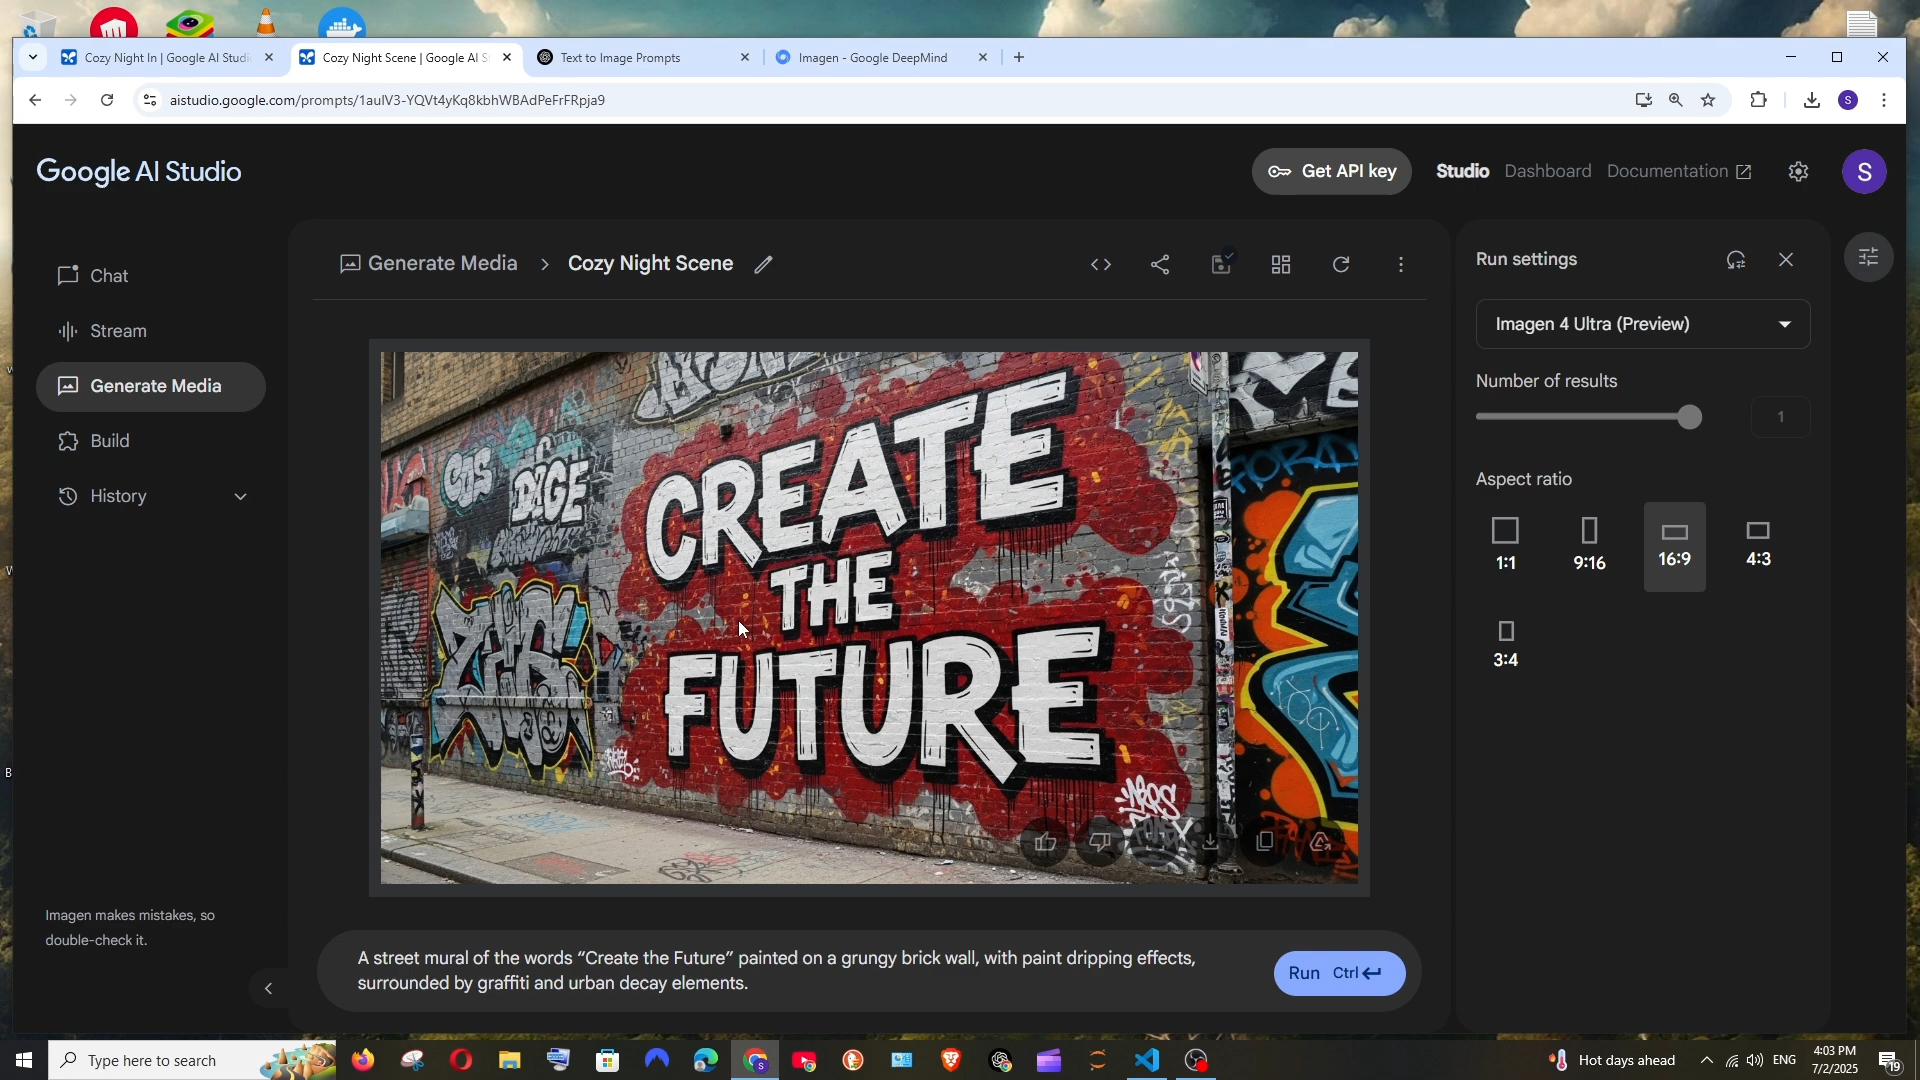 Cozy Night In | Google AI Studi
Cozy Night Scene | Google AI S
Text to Image Prompts
Imagen - Google DeepMind
aistudio.google.com/prompts/1aulV3-YQVt4yKq8kbhWBAdPeFrFRpja9
S
Google AI Studio
Get API key
Studio
Dashboard
Documentation
S
Chat
Stream
Generate Media
Build
History
Generate Media > Cozy Night Scene
Run settings
Imagen 4 Ultra (Preview)
Number of results
1
Aspect ratio
1:1
9:16
16:9
4:3
3:4
CREATE
THE
FUTURE
Imagen makes mistakes, so
double-check it.
A street mural of the words “Create the Future” painted on a grungy brick wall, with paint dripping effects,
surrounded by graffiti and urban decay elements.
Run Ctrl
Type here to search
Hot days ahead
ENG
4:03 PM
7/2/2025
19